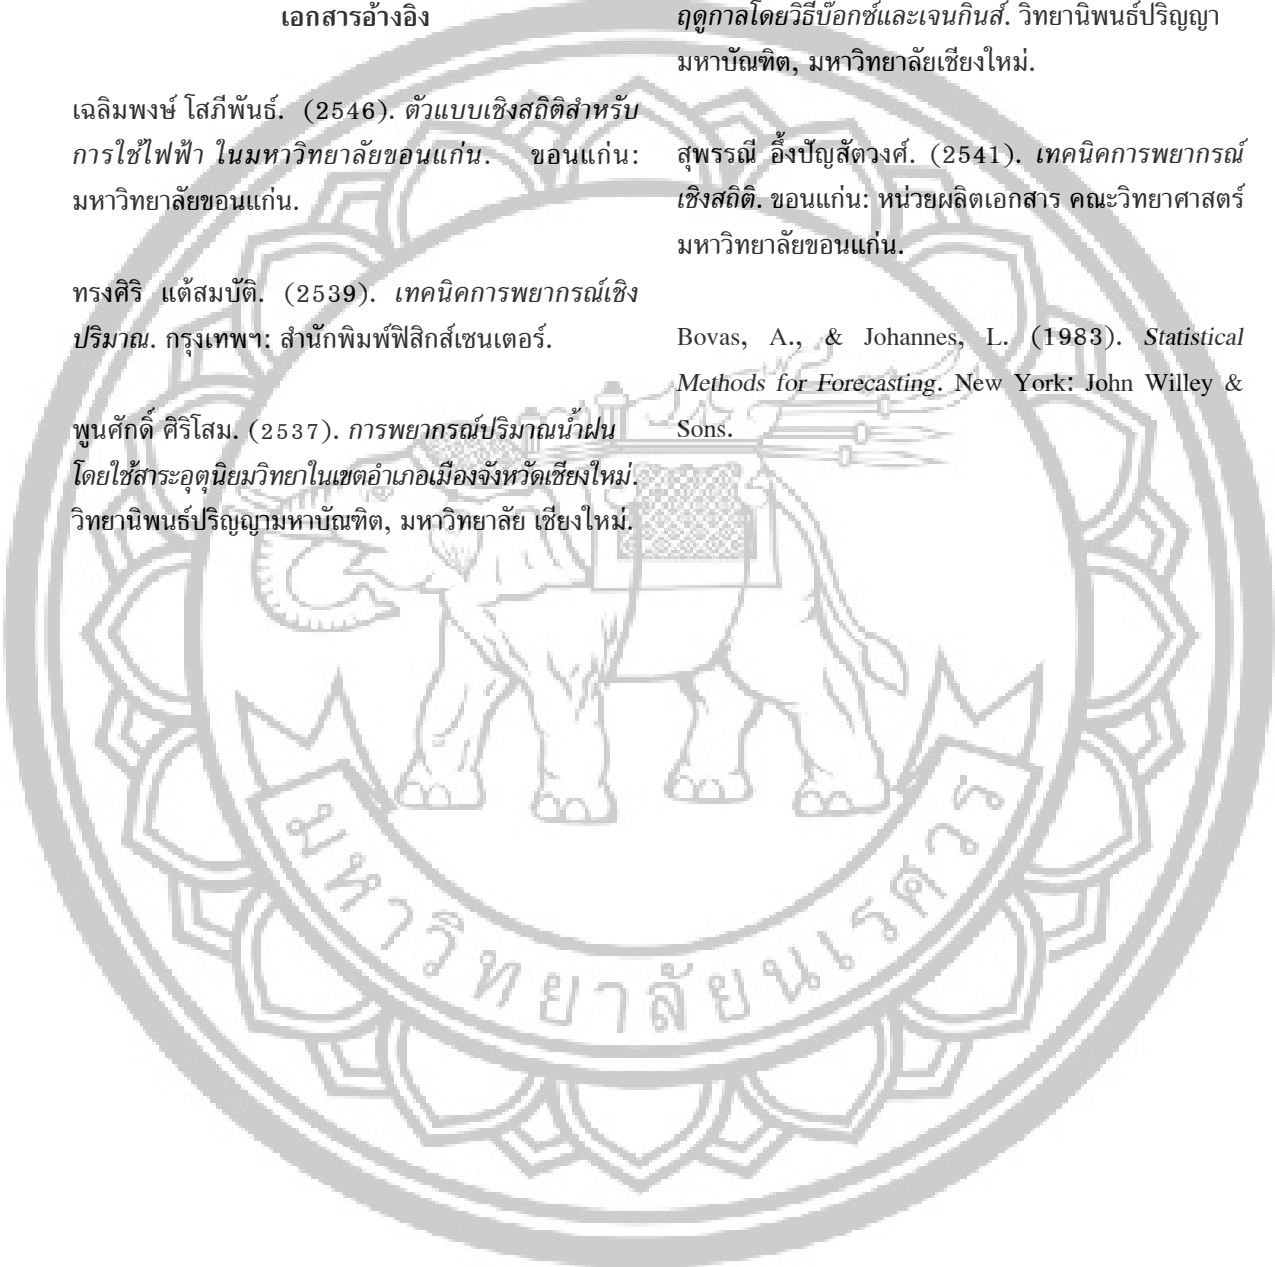 เอกสารอ้างอิง
เฉลิมพงษ์ โสภีพันธ์. (2546). ตัวแบบเชิงสถิติสำหรับ
การใช้ไฟฟ้า ในมหาวิทยาลัยขอนแก่น. ขอนแก่น:
มหาวิทยาลัยขอนแก่น.
ทรงศิริ แต้สมบัติ. (2539). เทคนิคการพยากรณ์เชิง
ปริมาณ. กรุงเทพฯ: สำนักพิมพ์ฟิสิกส์เซนเตอร์.
พูนศักดิ์ ศิริโสม. (2537). การพยากรณ์ปริมาณน้ำฝน
โดยใช้สาระอุตุนิยมวิทยาในเขตอำเภอเมืองจังหวัดเชียงใหม่.
วิทยานิพนธ์ปริญญามหาบัณฑิต, มหาวิทยาลัย เชียงใหม่.
ฤดูกาลโดยวิธีบ๊อกซ์และเจนกินส์. วิทยานิพนธ์ปริญญา
มหาบัณฑิต, มหาวิทยาลัยเชียงใหม่.
สุพรรณี อึ้งปัญสัตวงศ์. (2541). เทคนิคการพยากรณ์
เชิงสถิติ. ขอนแก่น: หน่วยผลิตเอกสาร คณะวิทยาศาสตร์
มหาวิทยาลัยขอนแก่น.
Bovas, A., & Johannes, L. (1983). Statistical
Methods for Forecasting. New York: John Willey &
Sons.
มหาวิทยาลัยนเรศวร